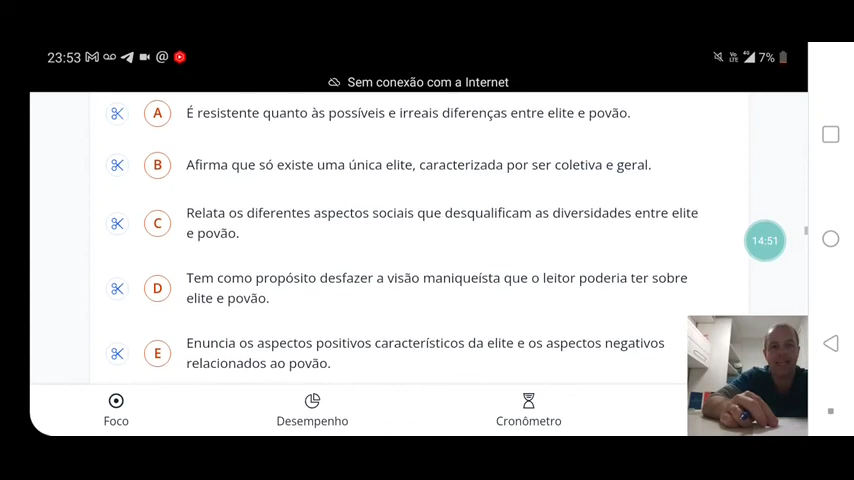 23:53 7%
Sem conexão com a Internet
A É resistente quanto às possíveis e irreais diferenças entre elite e povão.
B Afirma que só existe uma única elite, caracterizada por ser coletiva e geral.
C Relata os diferentes aspectos sociais que desqualificam as diversidades entre elite
e povão.
14:51
D Tem como propósito desfazer a visão maniqueísta que o leitor poderia ter sobre
elite e povão.
E Enuncia os aspectos positivos característicos da elite e os aspectos negativos
relacionados ao povão.
Foco Desempenho Cronômetro